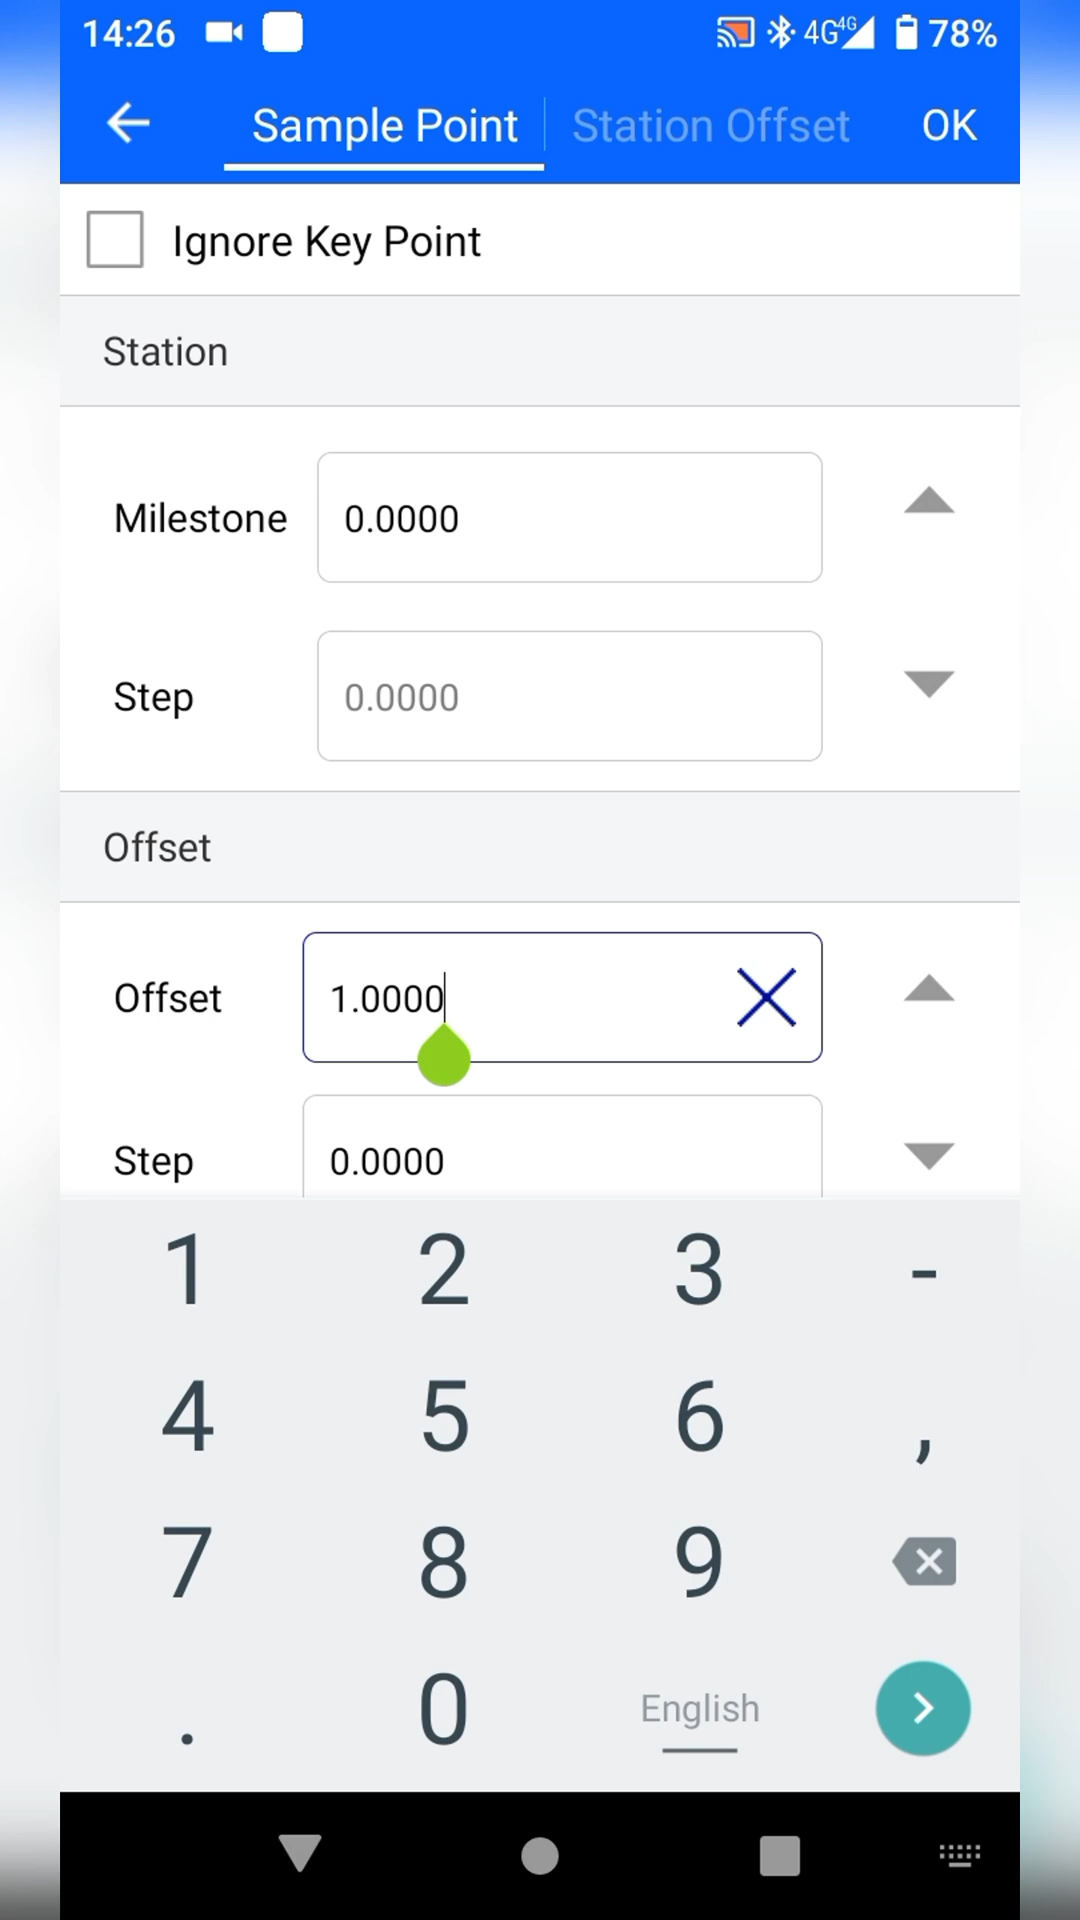 14:26 4G 4G 78%
Sample Point Station Offset OK
Ignore Key Point
Station
Milestone 0.0000
Step 0.0000
Offset
Offset 1.0000
Step 0.0000
1 2 3 -
4 5 6 ,
7 8 9
. 0 English